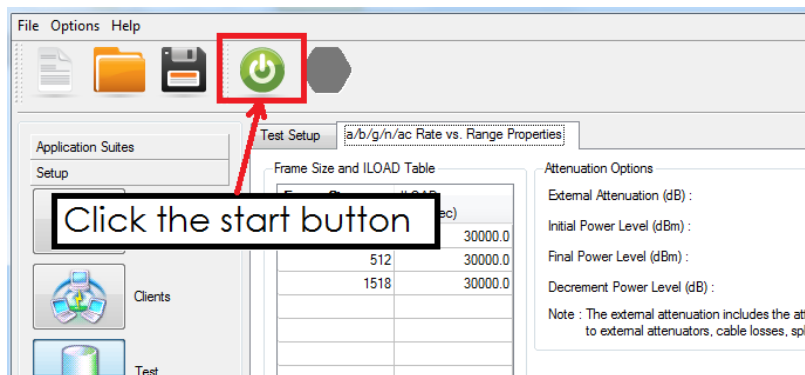 File Options Help
Test Setup
a/b/g/n/ac Rate vs. Range Properties
Application Suites
Setup
Frame Size and ILOAD Table
Attenuation Options
External Attenuation (dB) :
Click the start button
30000.0
Initial Power Level (dBm) :
512 30000.0
Final Power Level (dBm) :
1518 30000.0
Decrement Power Level (dB) :
Clients
Note : The external attenuation includes the
to external attenuators, cable losses,
Test